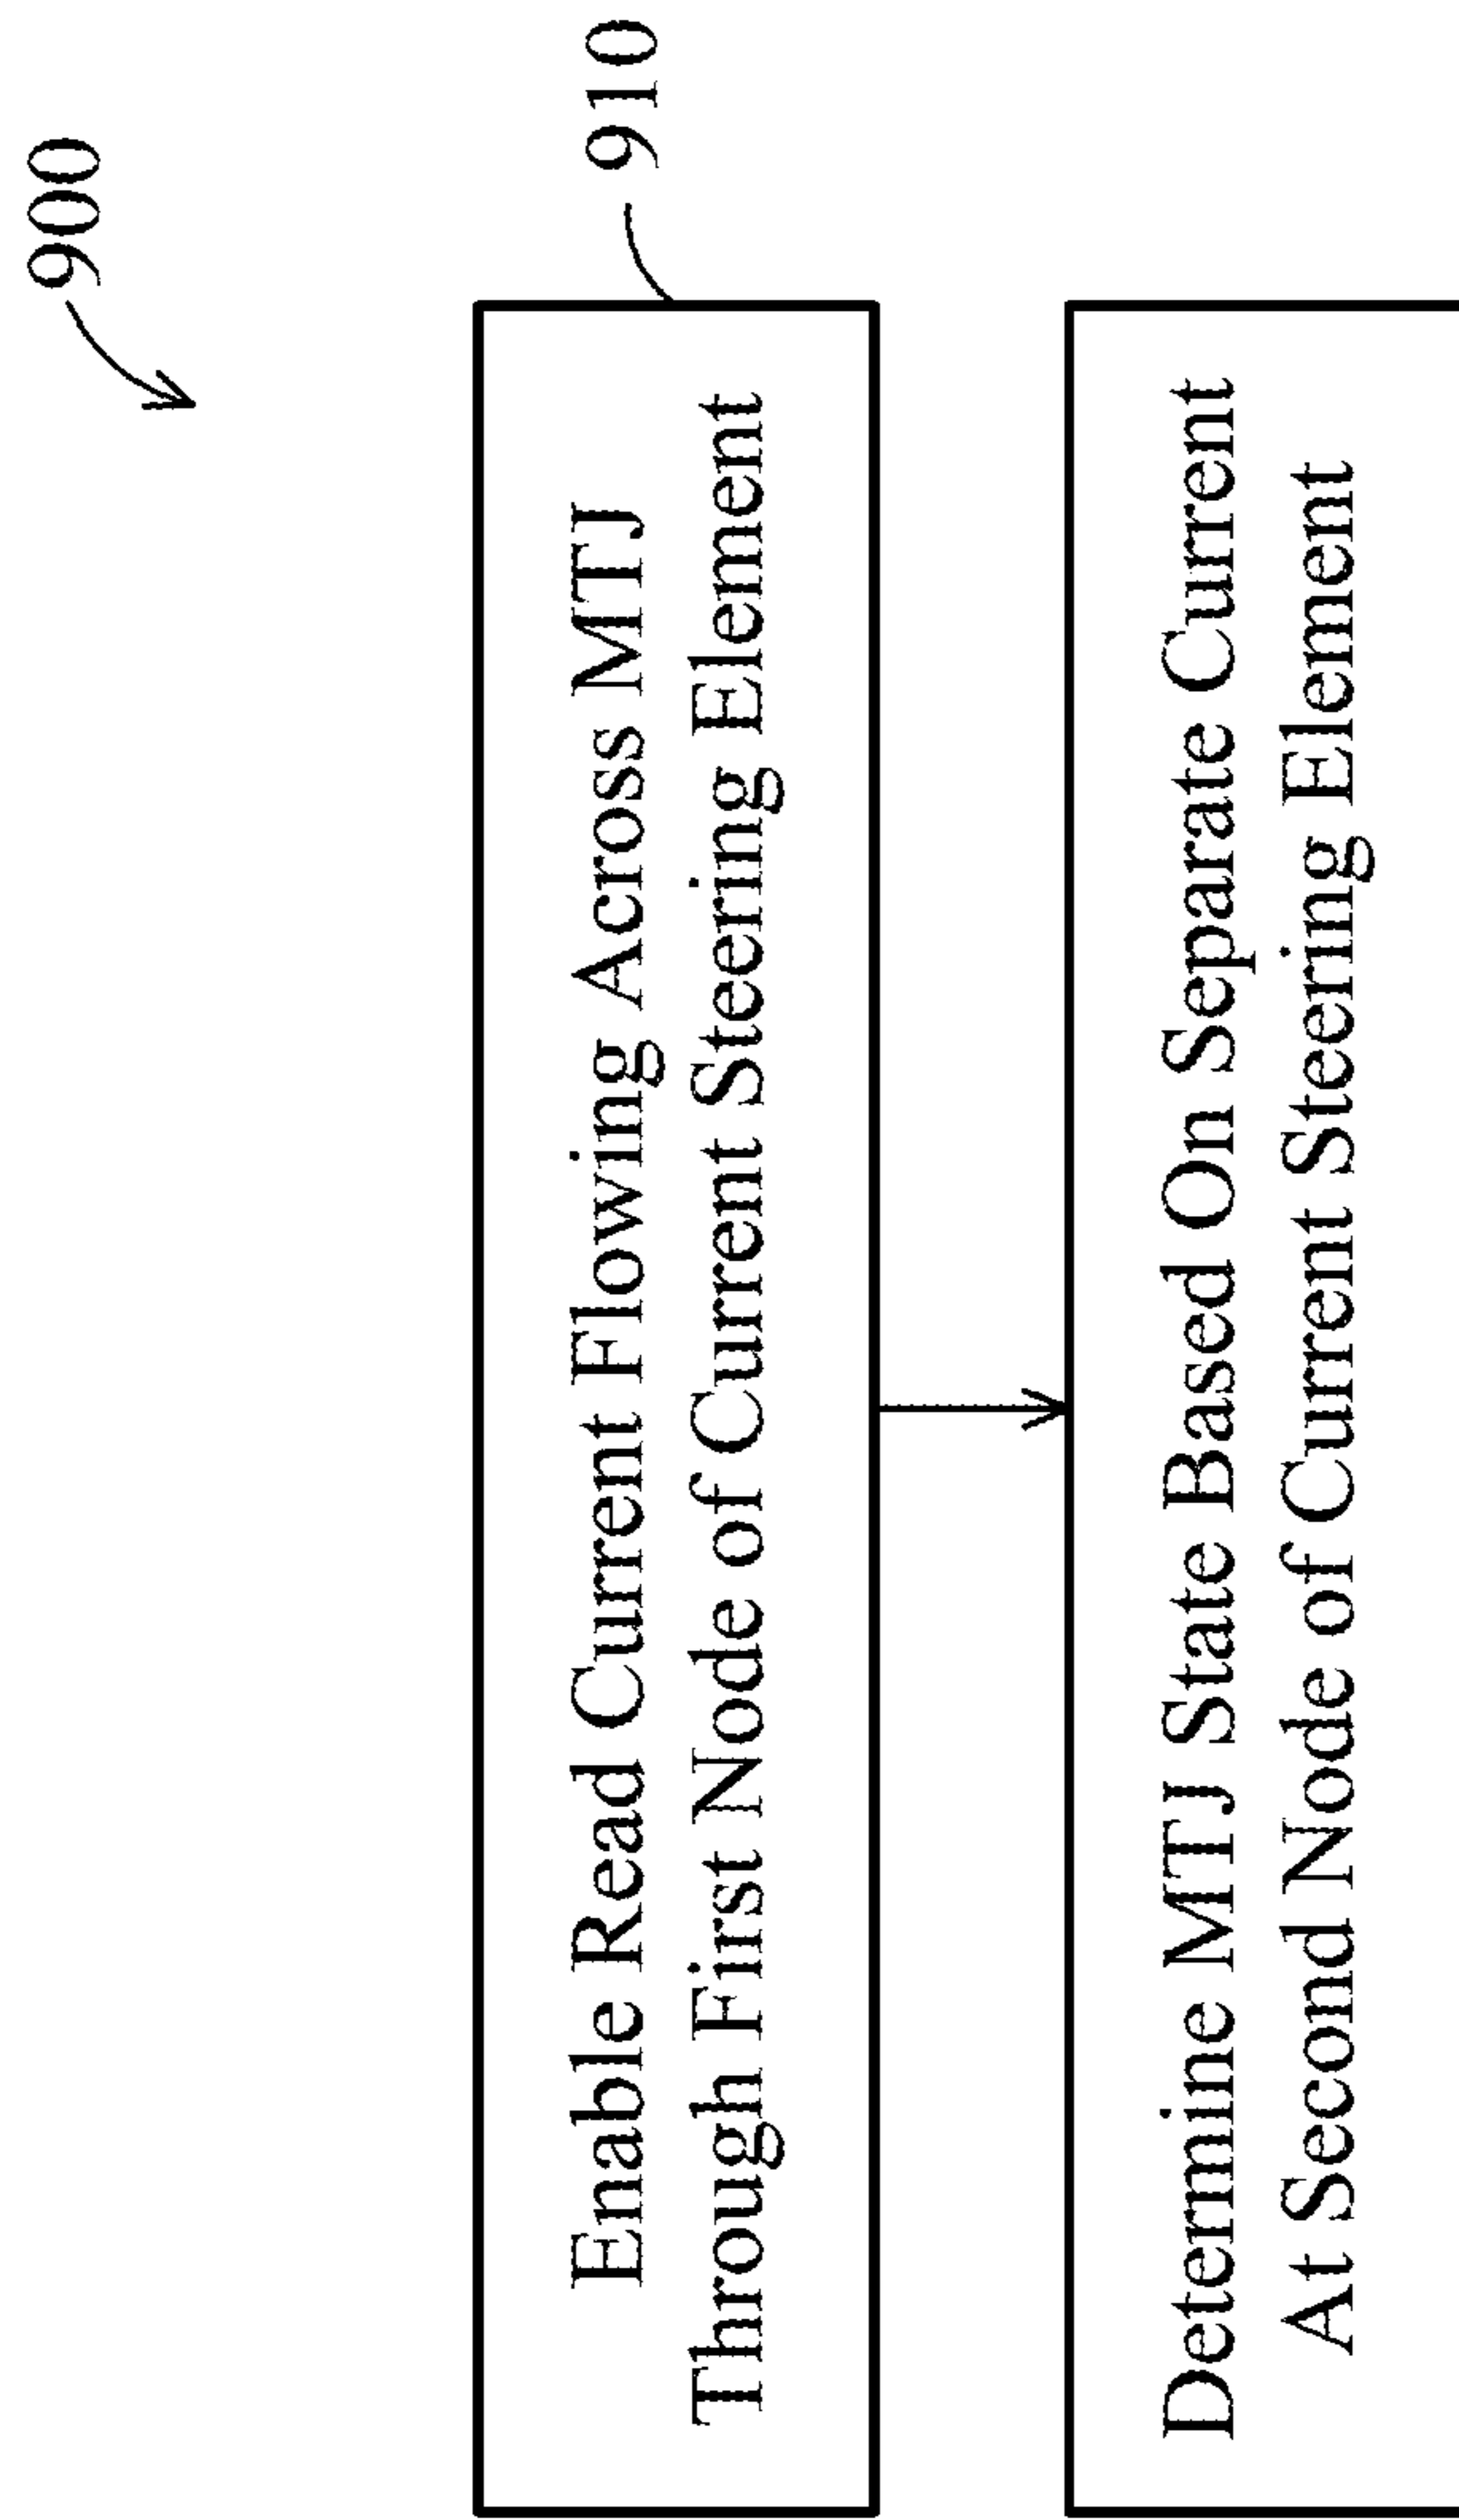 900
910
Enable Read Current Flowing Across MTJ
Through First Node of Current Steering Element
Determine MTJ State Based On Separate Current
At Second Node of Current Steering Element